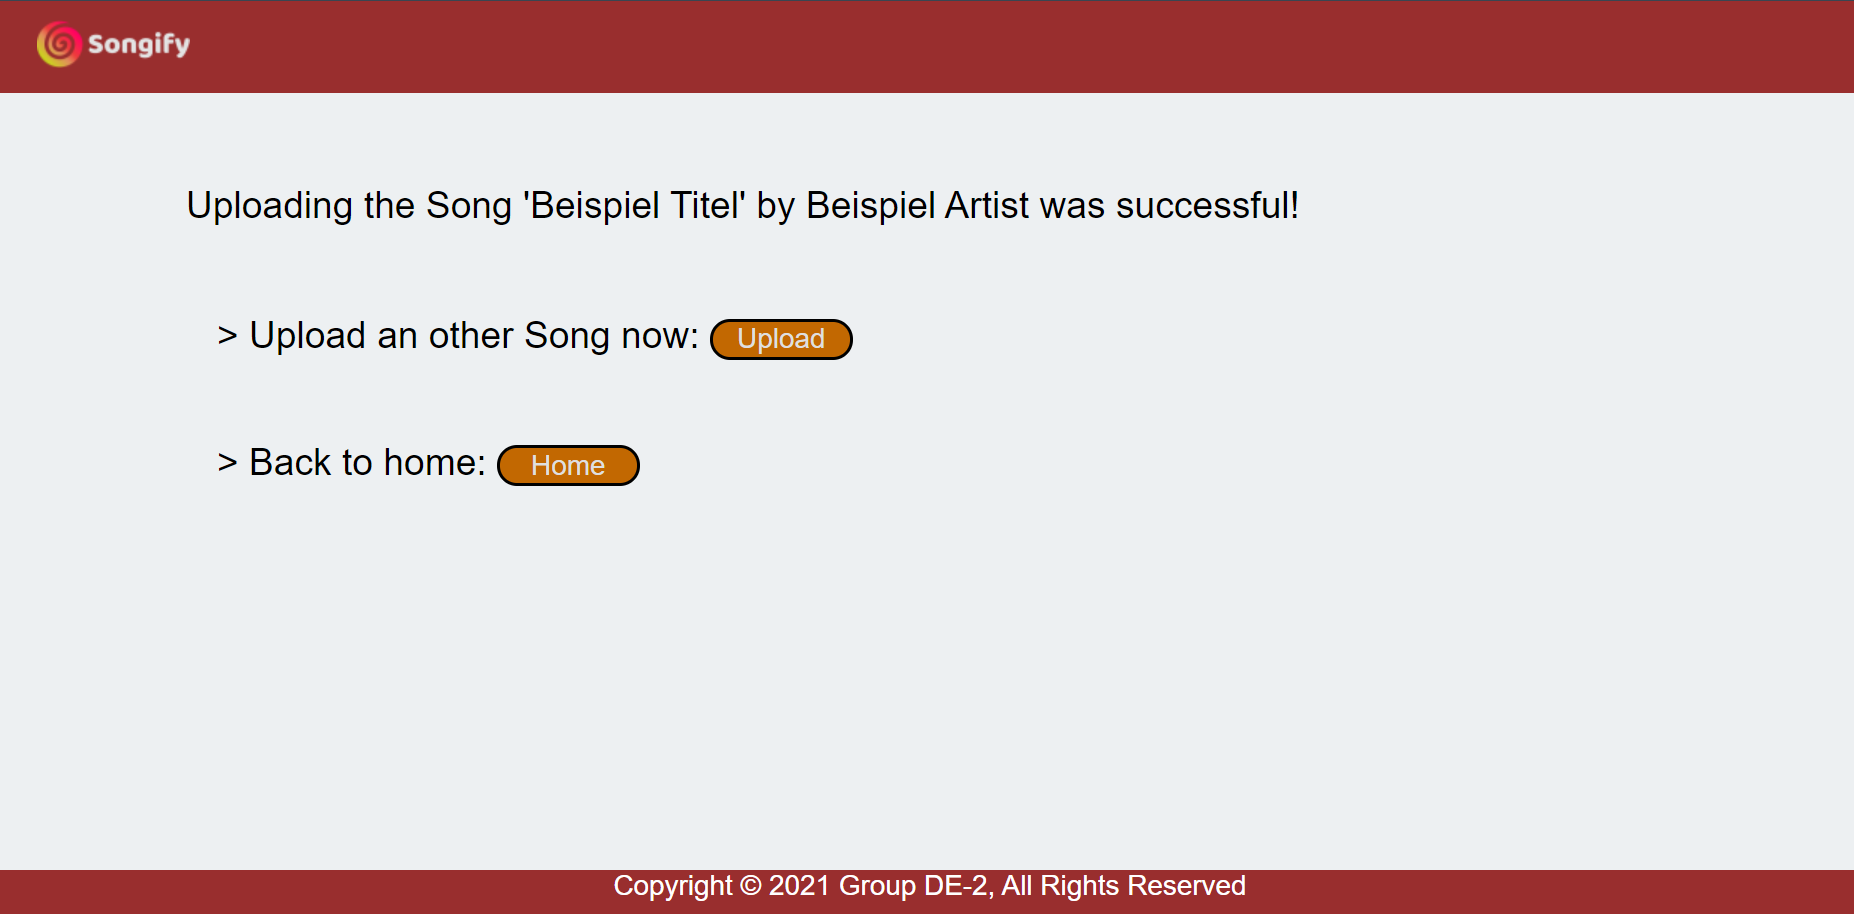 Songify
Uploading the Song 'Beispiel Titel' by Beispiel Artist was successful!
> Upload an other Song now: Upload
> Back to home: Home
Copyright © 2021 Group DE-2, All Rights Reserved